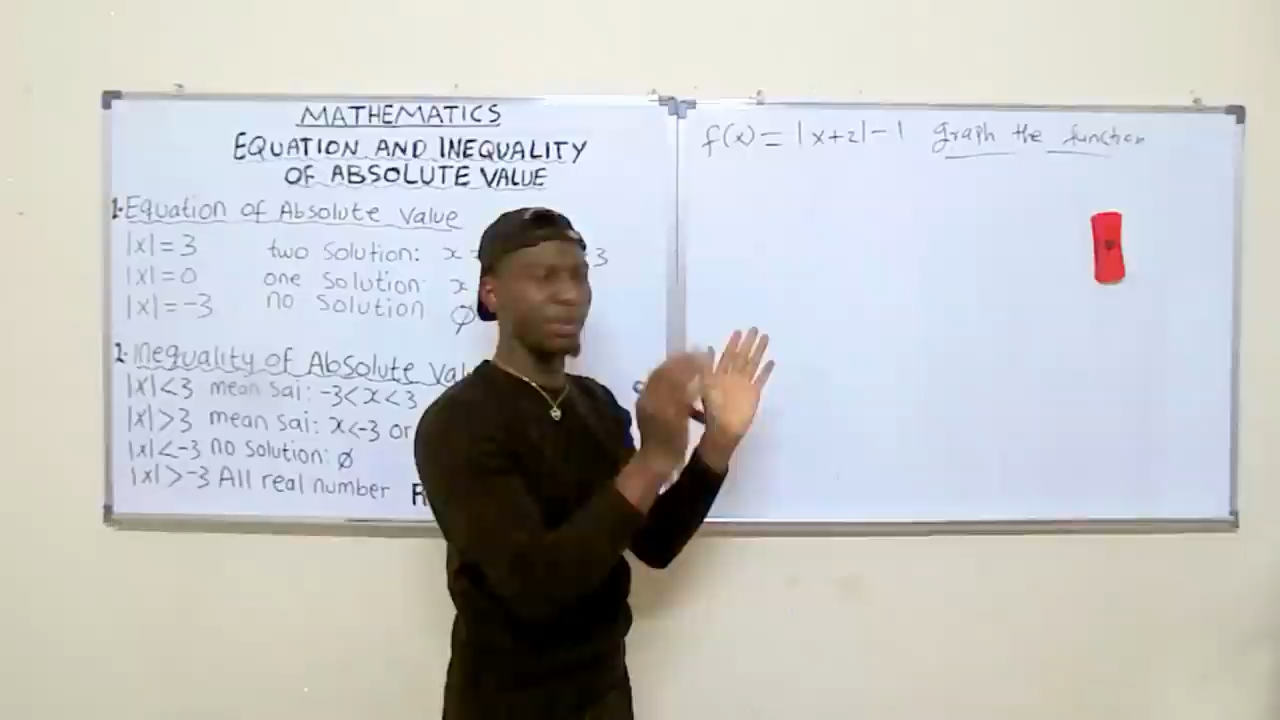 MATHEMATICS
EQUATION AND INEQUALITY
OF ABSOLUTE VALUE
1. Equation of Absolute Value
|x|=3 two solution: x 3
|x|=0 one solution x
|x|=-3 no solution ∅
2. Inequality of Absolute Val
|x|<3 mean sai: -3<x<3
|x|>3 mean sai: x<-3 or
|x|<-3 no solution: ∅
|x|>-3 All real number
f(x) = |x+2|-1 graph the function